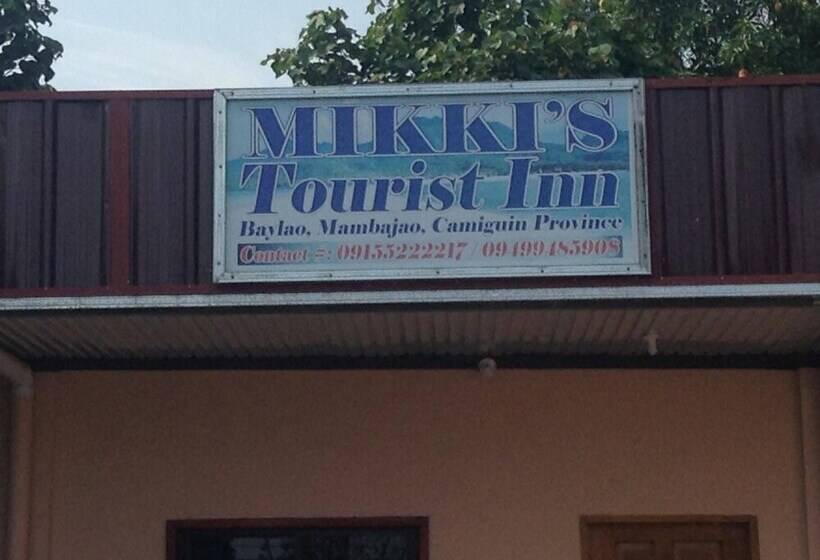 MIKKI'S
Tourist Inn
Baylao, Mambajao, Camiguin Province
Contact #: 09155222217 / 09499485908